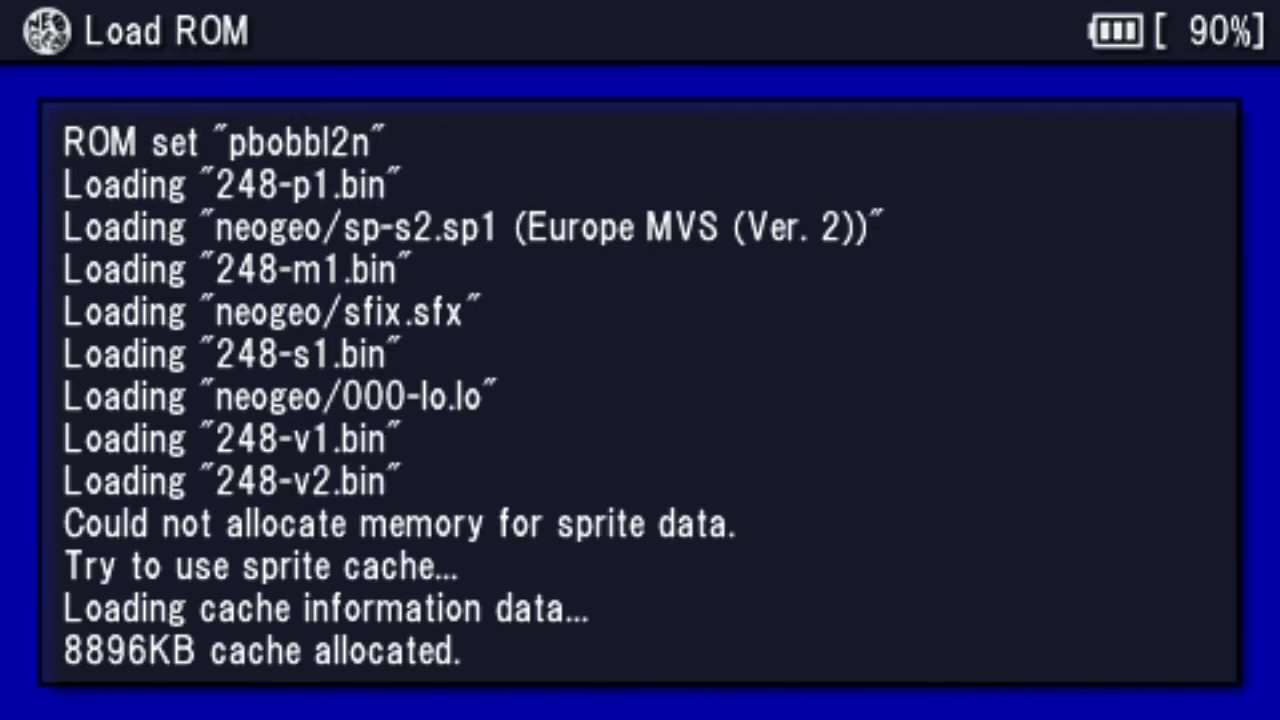 Load ROM
[ 90%]
ROM set "pbobbl2n"
Loading "248-p1.bin"
Loading "neogeo/sp-s2.sp1 (Europe MVS (Ver. 2))"
Loading "248-m1.bin"
Loading "neogeo/sfix.sfx"
Loading "248-s1.bin"
Loading "neogeo/000-lo.lo"
Loading "248-v1.bin"
Loading "248-v2.bin"
Could not allocate memory for sprite data.
Try to use sprite cache...
Loading cache information data...
8896KB cache allocated.